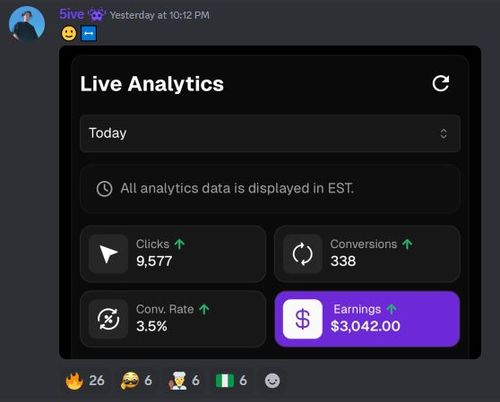 5ive Yesterday at 10:12 PM
Live Analytics
Today
All analytics data is displayed in EST.
Clicks
9,577
Conversions
338
Conv. Rate
3.5%
Earnings
$3,042.00
26 6 6 6